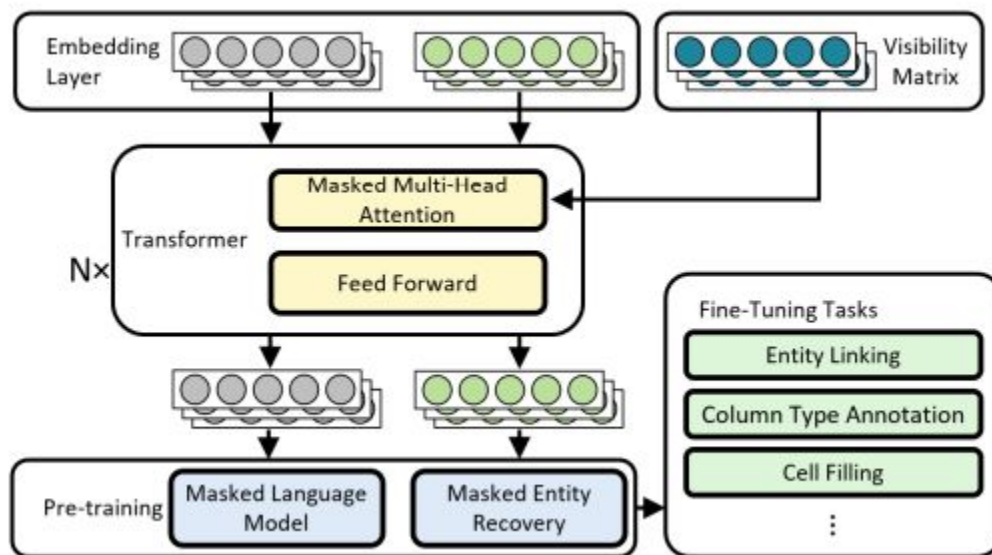 Embedding
Layer
Visibility
Matrix
Masked Multi-Head
Attention
Transformer
N×
Feed Forward
Fine-Tuning Tasks
Entity Linking
Column Type Annotation
Cell Filling
⋮
Pre-training
Masked Language
Model
Masked Entity
Recovery